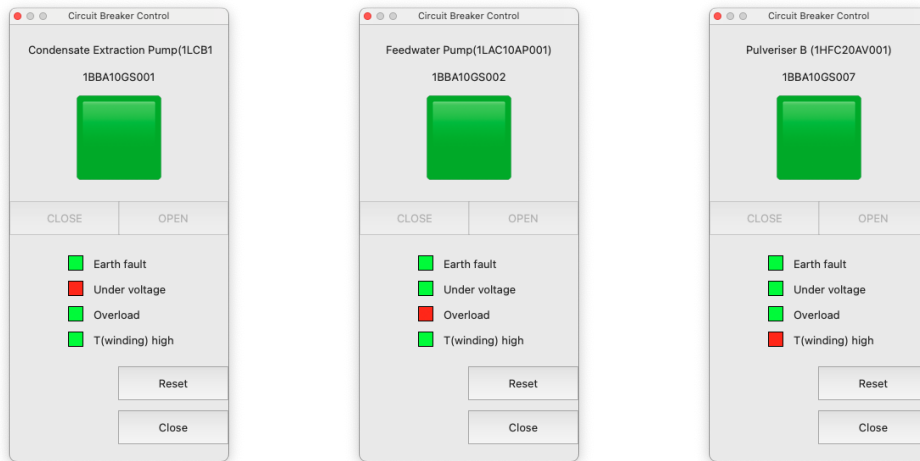 Circuit Breaker Control
Condensate Extraction Pump(1LCB1
1BBA10GS001
CLOSE
OPEN
Earth fault
Under voltage
Overload
T(winding) high
Reset
Close
Circuit Breaker Control
Feedwater Pump(1LAC10AP001)
1BBA10GS002
CLOSE
OPEN
Earth fault
Under voltage
Overload
T(winding) high
Reset
Close
Circuit Breaker Control
Pulveriser B (1HFC20AV001)
1BBA10GS007
CLOSE
OPEN
Earth fault
Under voltage
Overload
T(winding) high
Reset
Close